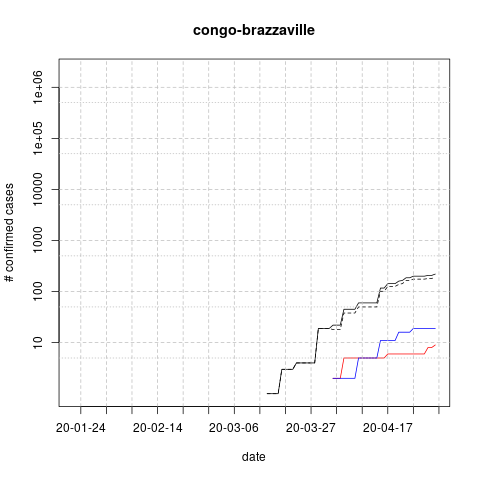 congo-brazzaville
# confirmed cases
1e+06
1e+05
10000
1000
100
10
20-01-24 20-02-14 20-03-06 20-03-27 20-04-17
date